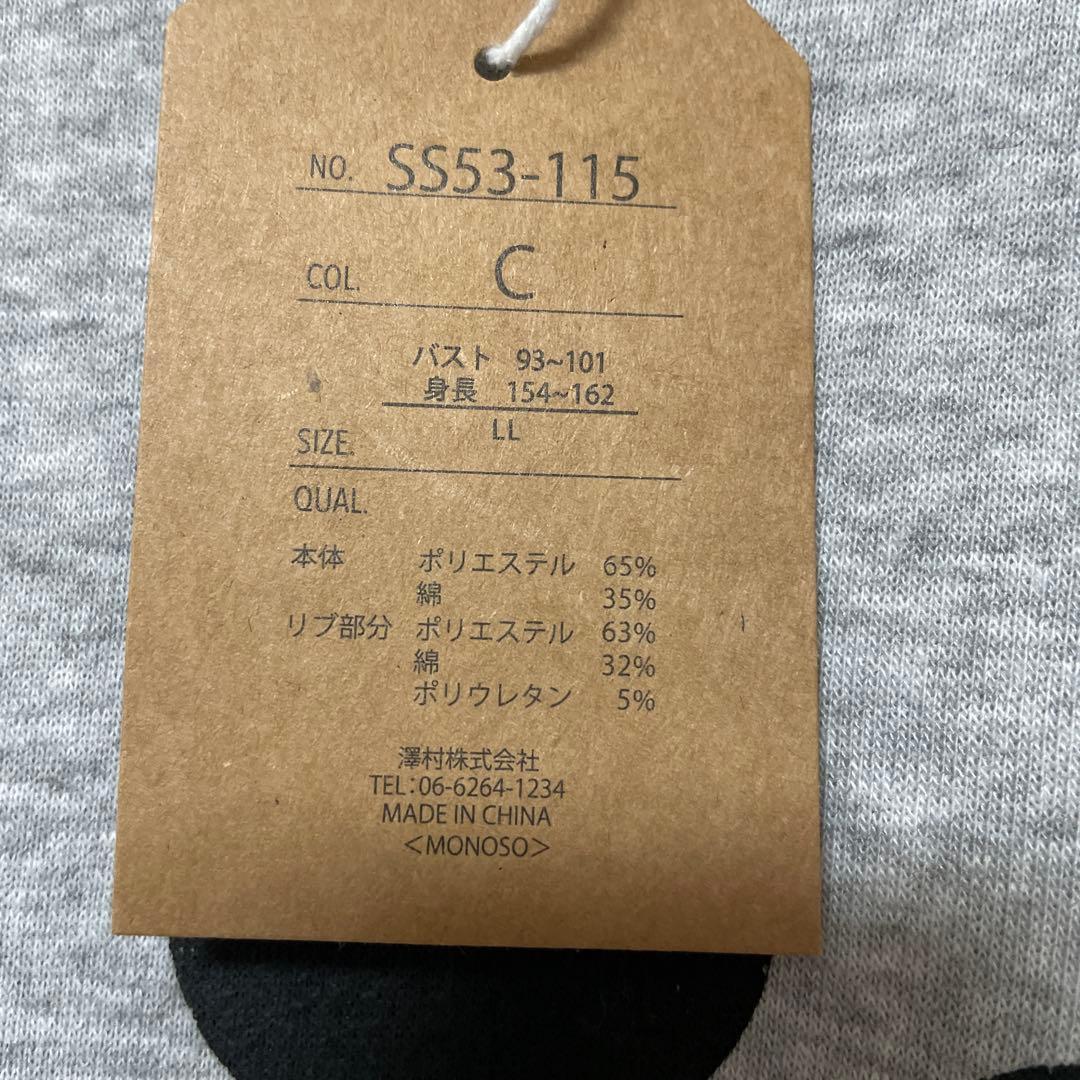 NO. SS53-115
COL. C
バスト 93~101
身長 154~162
SIZE. LL
QUAL.
本体 ポリエステル 65%
綿 35%
リブ部分 ポリエステル 63%
綿 32%
ポリウレタン 5%
澤村株式会社
TEL:06-6264-1234
MADE IN CHINA
<MONOSO>